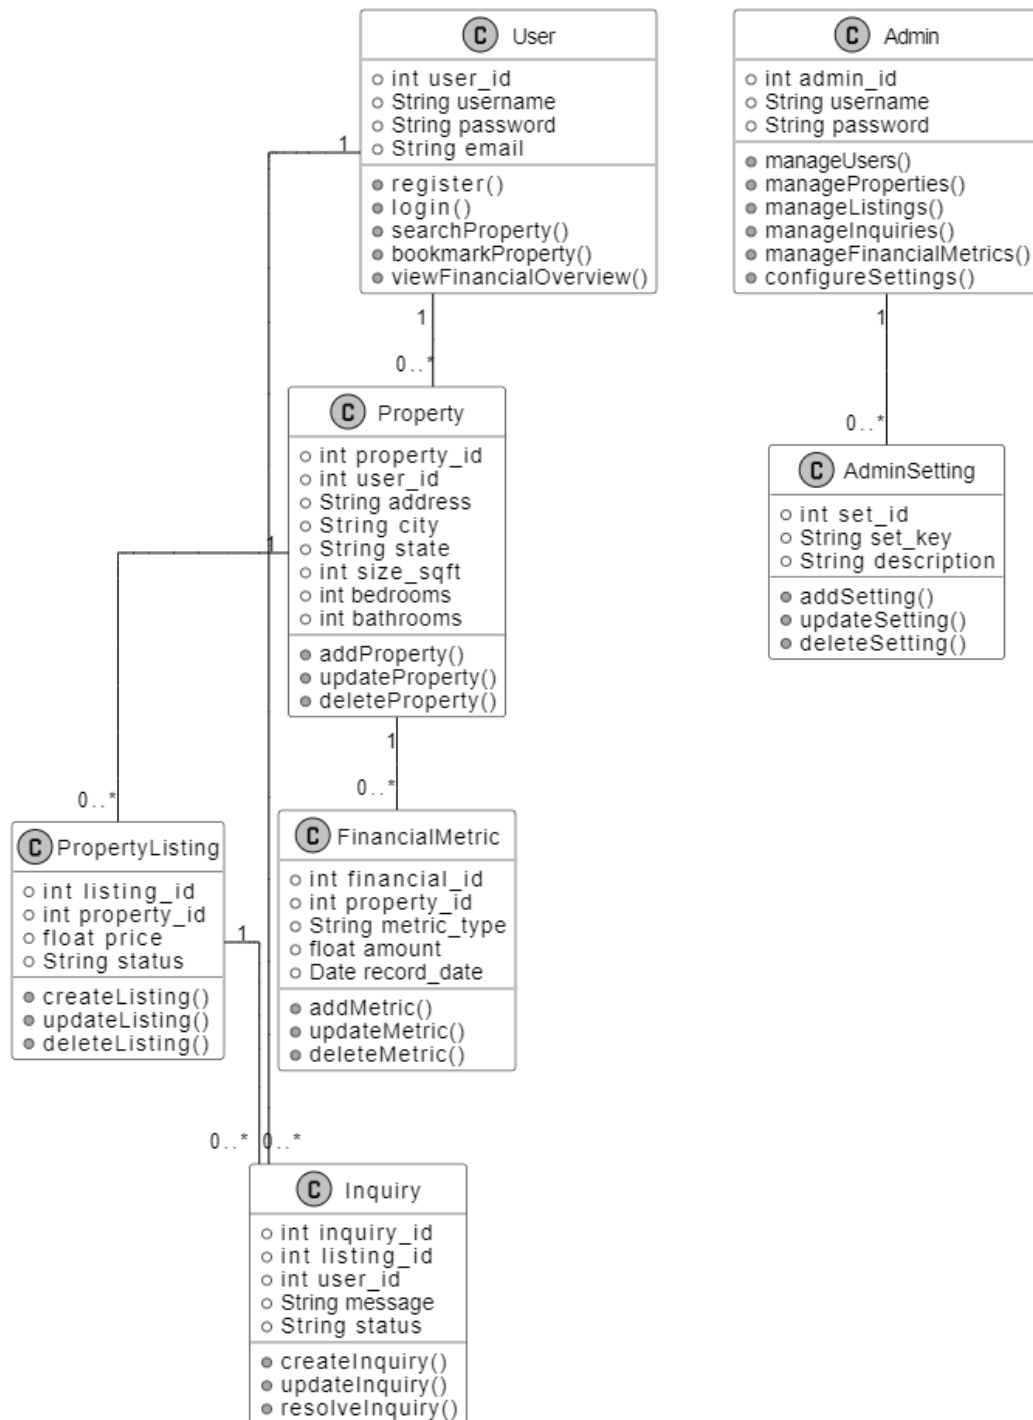 C User
int user_id
String username
String password
String email
register()
login()
searchProperty()
bookmarkProperty()
viewFinancialOverview()
C Admin
int admin_id
String username
String password
manageUsers()
manageProperties()
manageListings()
manageInquiries()
manageFinancialMetrics()
configureSettings()
1
1
0..*
1
0..*
C Property
int property_id
int user_id
String address
String city
String state
int size_sqft
int bedrooms
int bathrooms
addProperty()
updateProperty()
deleteProperty()
C AdminSetting
int set_id
String set_key
String description
addSetting()
updateSetting()
deleteSetting()
1
0..*
1
0..*
C PropertyListing
int listing_id
int property_id
float price
String status
createListing()
updateListing()
deleteListing()
C FinancialMetric
int financial_id
int property_id
String metric_type
float amount
Date record_date
addMetric()
updateMetric()
deleteMetric()
1
0..*
0..*
C Inquiry
int inquiry_id
int listing_id
int user_id
String message
String status
createInquiry()
updateInquiry()
resolveInquiry()